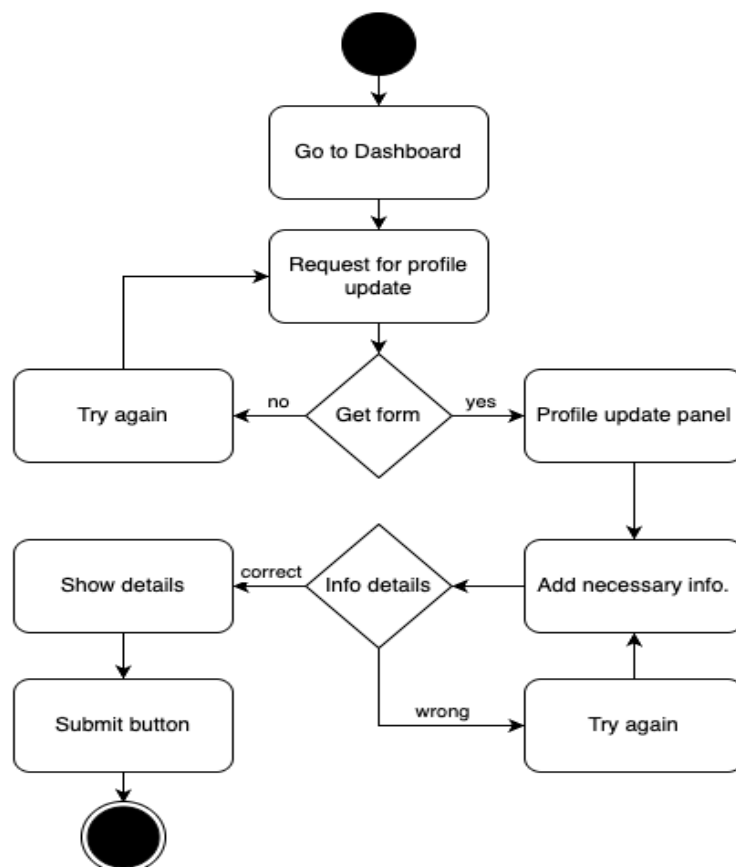 Go to Dashboard
Request for profile
update
Try again
no
Get form
yes
Profile update panel
Show details
correct
Info details
Add necessary info.
Submit button
wrong
Try again